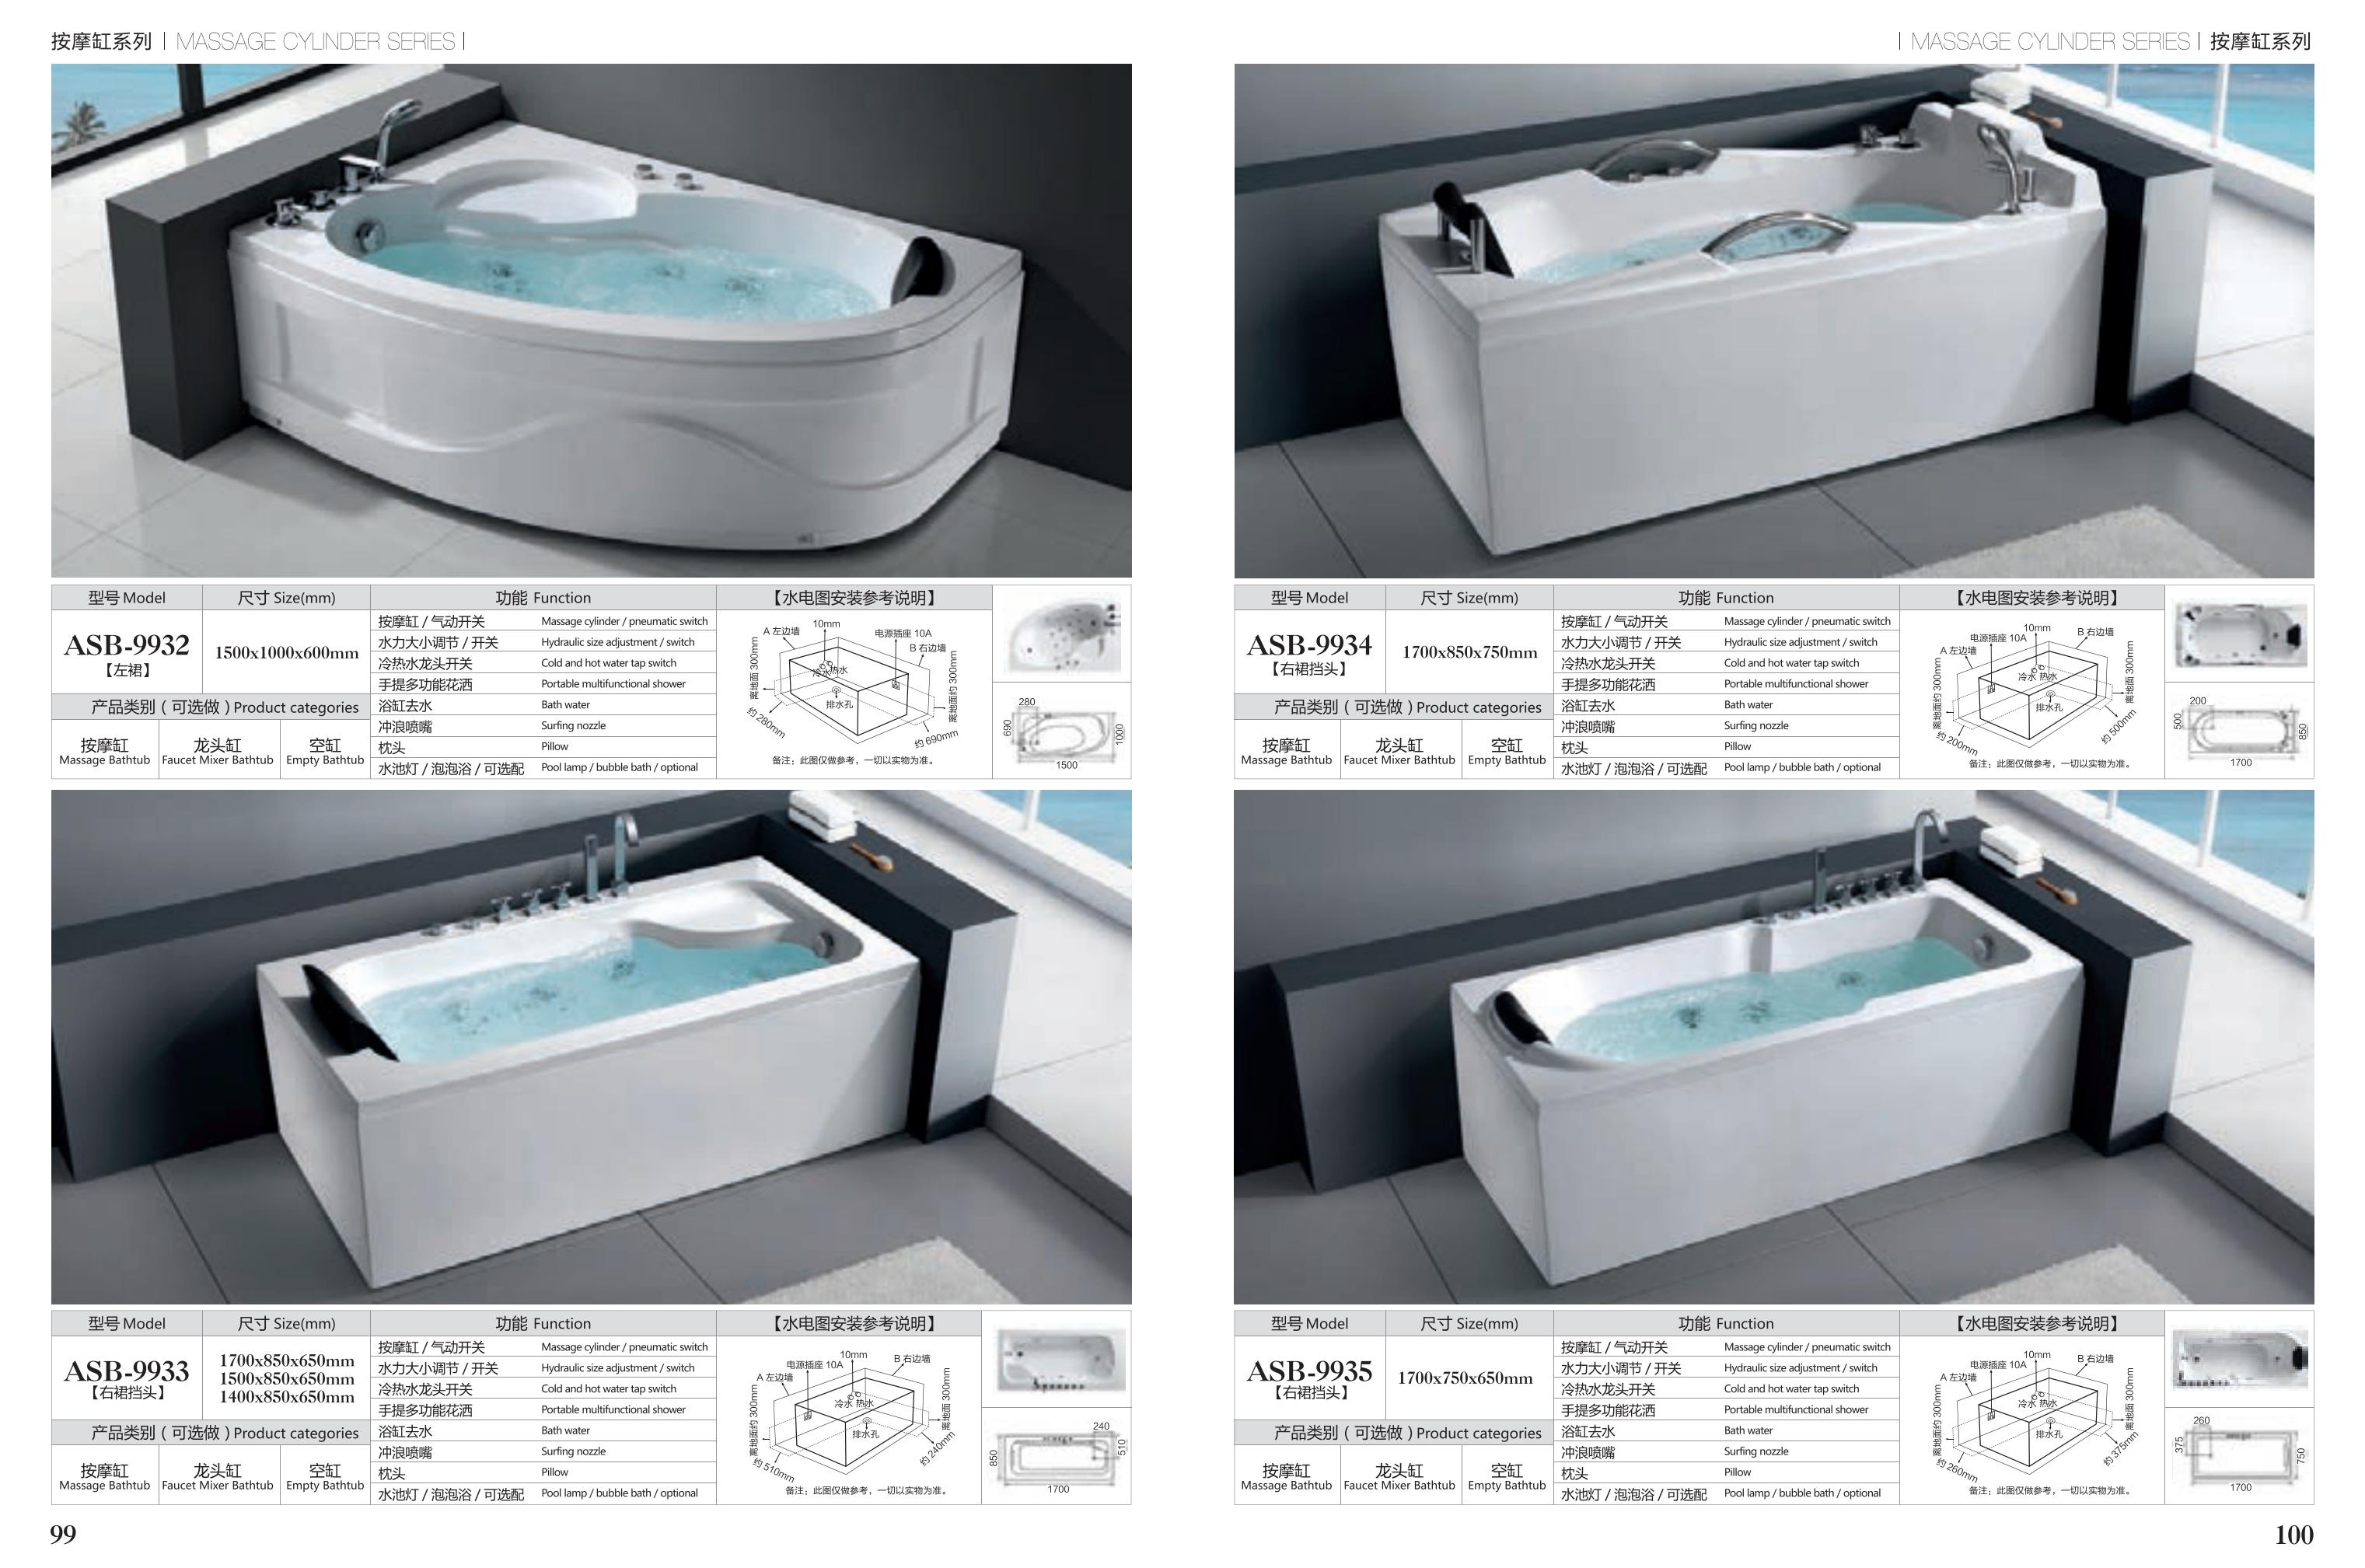 按摩缸系列 | MASSAGE CYLINDER SERIES |
型号 Model
尺寸 Size(mm)
功能 Function
【水电图安装参考说明】
ASB-9932
【左裙】
1500x1000x600mm
产品类别 ( 可选做 ) Product categories
按摩缸
Massage Bathtub
龙头缸
Faucet Mixer Bathtub
空缸
Empty Bathtub
按摩缸 / 气动开关 Massage cylinder / pneumatic switch
水力大小调节 / 开关 Hydraulic size adjustment / switch
冷热水龙头开关 Cold and hot water tap switch
手提多功能花洒 Portable multifunctional shower
浴缸去水 Bath water
冲浪喷嘴 Surfing nozzle
枕头 Pillow
水池灯 / 泡泡浴 / 可选配 Pool lamp / bubble bath / optional
10mm
A 左边墙
电源插座 10A
B 右边墙
离地面 300mm
冷水 热水
排水孔
离地面约 300mm
约 280mm
约 690mm
备注：此图仅做参考，一切以实物为准。
280
690
1000
1500
型号 Model
尺寸 Size(mm)
功能 Function
【水电图安装参考说明】
ASB-9933
【右裙挡头】
1700x850x650mm
1500x850x650mm
1400x850x650mm
产品类别 ( 可选做 ) Product categories
按摩缸
Massage Bathtub
龙头缸
Faucet Mixer Bathtub
空缸
Empty Bathtub
按摩缸 / 气动开关 Massage cylinder / pneumatic switch
水力大小调节 / 开关 Hydraulic size adjustment / switch
冷热水龙头开关 Cold and hot water tap switch
手提多功能花洒 Portable multifunctional shower
浴缸去水 Bath water
冲浪喷嘴 Surfing nozzle
枕头 Pillow
水池灯 / 泡泡浴 / 可选配 Pool lamp / bubble bath / optional
10mm
电源插座 10A
B 右边墙
A 左边墙
离地面约 300mm
冷水 热水
排水孔
离地面 300mm
约 510mm
约 240mm
备注：此图仅做参考，一切以实物为准。
240
510
850
1700
99
| MASSAGE CYLINDER SERIES | 按摩缸系列
型号 Model
尺寸 Size(mm)
功能 Function
【水电图安装参考说明】
ASB-9934
【右裙挡头】
1700x850x750mm
产品类别 ( 可选做 ) Product categories
按摩缸
Massage Bathtub
龙头缸
Faucet Mixer Bathtub
空缸
Empty Bathtub
按摩缸 / 气动开关 Massage cylinder / pneumatic switch
水力大小调节 / 开关 Hydraulic size adjustment / switch
冷热水龙头开关 Cold and hot water tap switch
手提多功能花洒 Portable multifunctional shower
浴缸去水 Bath water
冲浪喷嘴 Surfing nozzle
枕头 Pillow
水池灯 / 泡泡浴 / 可选配 Pool lamp / bubble bath / optional
10mm
电源插座 10A
B 右边墙
A 左边墙
离地面约 300mm
冷水 热水
排水孔
离地面 300mm
约 200mm
约 500mm
备注：此图仅做参考，一切以实物为准。
200
500
850
1700
型号 Model
尺寸 Size(mm)
功能 Function
【水电图安装参考说明】
ASB-9935
【右裙挡头】
1700x750x650mm
产品类别 ( 可选做 ) Product categories
按摩缸
Massage Bathtub
龙头缸
Faucet Mixer Bathtub
空缸
Empty Bathtub
按摩缸 / 气动开关 Massage cylinder / pneumatic switch
水力大小调节 / 开关 Hydraulic size adjustment / switch
冷热水龙头开关 Cold and hot water tap switch
手提多功能花洒 Portable multifunctional shower
浴缸去水 Bath water
冲浪喷嘴 Surfing nozzle
枕头 Pillow
水池灯 / 泡泡浴 / 可选配 Pool lamp / bubble bath / optional
10mm
电源插座 10A
B 右边墙
A 左边墙
离地面约 300mm
冷水 热水
排水孔
离地面 300mm
约 260mm
约 375mm
备注：此图仅做参考，一切以实物为准。
260
375
750
1700
100